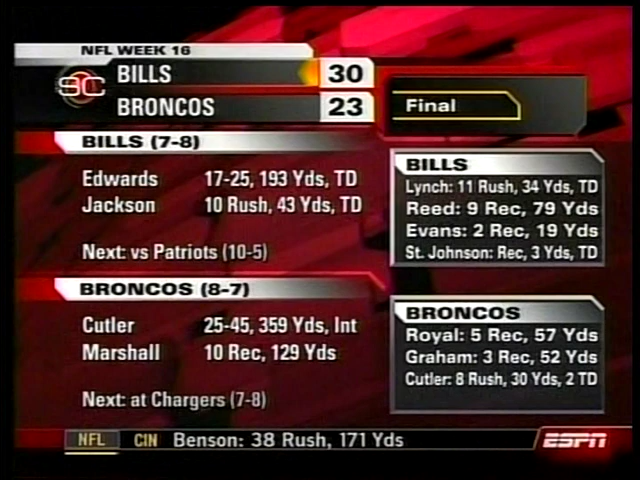 NFL WEEK 16
SC
BILLS 30
BRONCOS 23
Final
BILLS (7-8)
Edwards 17-25, 193 Yds, TD
Jackson 10 Rush, 43 Yds, TD
Next: vs Patriots (10-5)
BILLS
Lynch: 11 Rush, 34 Yds, TD
Reed: 9 Rec, 79 Yds
Evans: 2 Rec, 19 Yds
St. Johnson: Rec, 3 Yds, TD
BRONCOS (8-7)
Cutler 25-45, 359 Yds, Int
Marshall 10 Rec, 129 Yds
Next: at Chargers (7-8)
BRONCOS
Royal: 5 Rec, 57 Yds
Graham: 3 Rec, 52 Yds
Cutler: 8 Rush, 30 Yds, 2 TD
NFL CIN Benson: 38 Rush, 171 Yds
ESPN